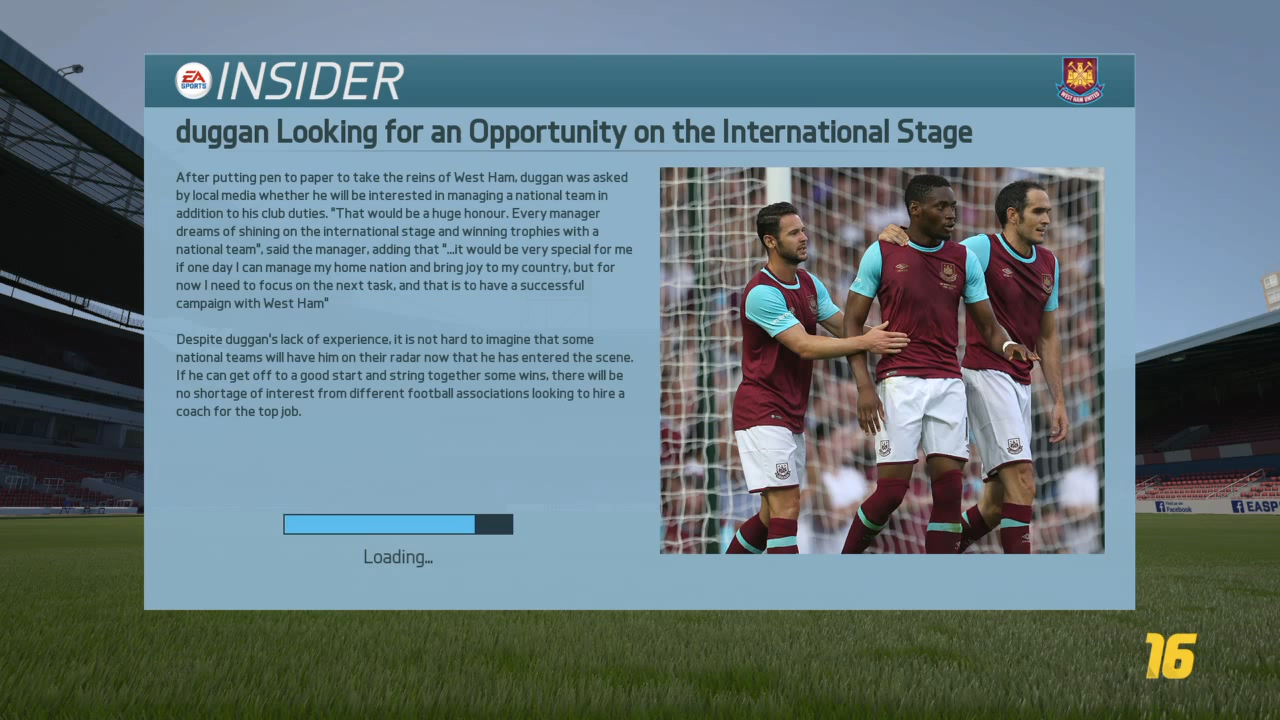 EA SPORTS INSIDER
WEST HAM UNITED
duggan Looking for an Opportunity on the International Stage
After putting pen to paper to take the reins of West Ham, duggan was asked
by local media whether he will be interested in managing a national team in
addition to his club duties. "That would be a huge honour. Every manager
dreams of shining on the international stage and winning trophies with a
national team", said the manager, adding that "...it would be very special for me
if one day I can manage my home nation and bring joy to my country, but for
now I need to focus on the next task, and that is to have a successful
campaign with West Ham"
Despite duggan's lack of experience, it is not hard to imagine that some
national teams will have him on their radar now that he has entered the scene.
If he can get off to a good start and string together some wins, there will be
no shortage of interest from different football associations looking to hire a
coach for the top job.
Loading...
Find us on
Facebook
EASP
16